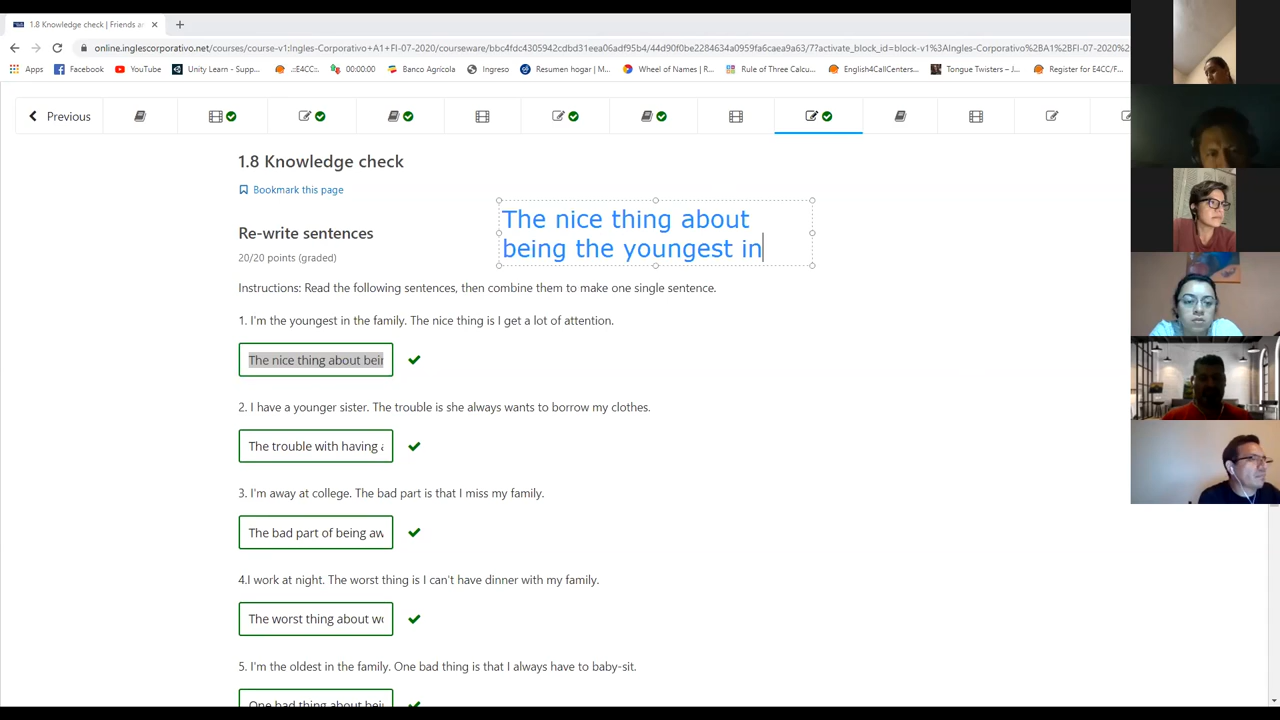 1.8 Knowledge check | Friends a
online.inglescorporativo.net/courses/course-v1:Ingles-Corporativo+A1+FI-07-2020/courseware/bbc4fdc4305942cdbd31eea06adf95b4/44d90f0be2284634a0959fa6caea9a63/7?activate_block_id=block-v1%3AIngles-Corporativo%2BA1%2BFI-07-2020%
Apps Facebook YouTube Unity Learn - Supp... .::E4CC::. 00:00:00 Banco Agrícola Ingreso Resumen hogar | M... Wheel of Names | R... Rule of Three Calcu... English4CallCenters... Tongue Twisters – J... Register for E4CC/F...
Previous
1.8 Knowledge check
Bookmark this page
The nice thing about
being the youngest in
Re-write sentences
20/20 points (graded)
Instructions: Read the following sentences, then combine them to make one single sentence.
1. I'm the youngest in the family. The nice thing is I get a lot of attention.
The nice thing about bein
2. I have a younger sister. The trouble is she always wants to borrow my clothes.
The trouble with having a
3. I'm away at college. The bad part is that I miss my family.
The bad part of being aw
4.I work at night. The worst thing is I can't have dinner with my family.
The worst thing about wo
5. I'm the oldest in the family. One bad thing is that I always have to baby-sit.
One bad thing about bei